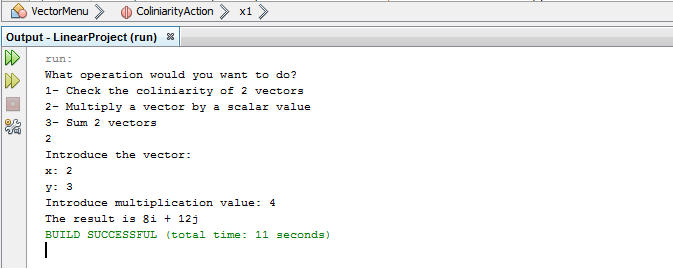 VectorMenu ColiniarityAction x1
Output - LinearProject (run)
run:
What operation would you want to do?
1- Check the coliniarity of 2 vectors
2- Multiply a vector by a scalar value
3- Sum 2 vectors
2
Introduce the vector:
x: 2
y: 3
Introduce multiplication value: 4
The result is 8i + 12j
BUILD SUCCESSFUL (total time: 11 seconds)